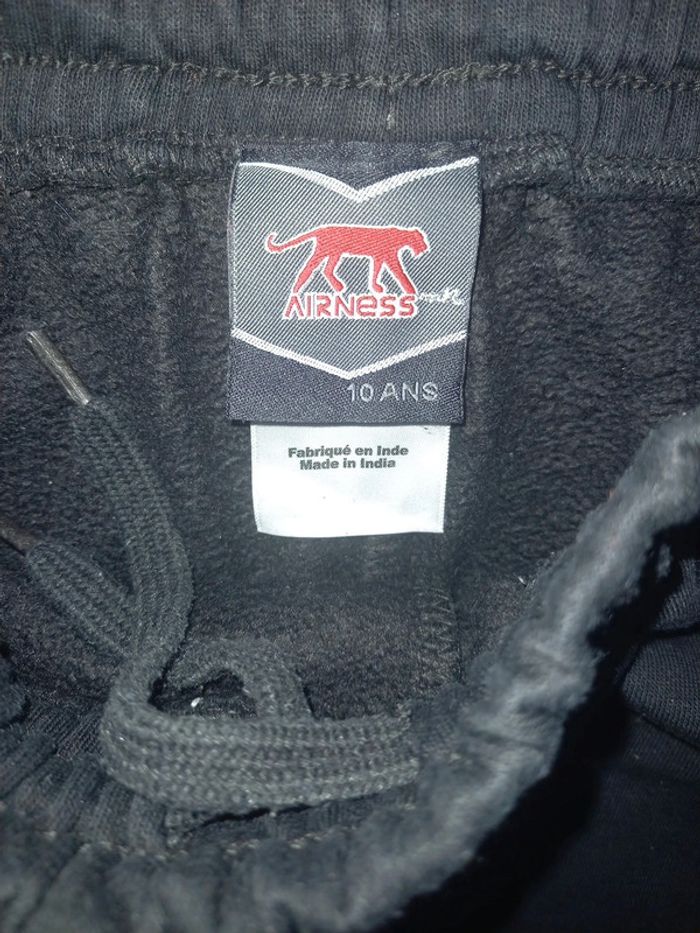 AIRNESS
10 ANS
Fabriqué en Inde
Made in India